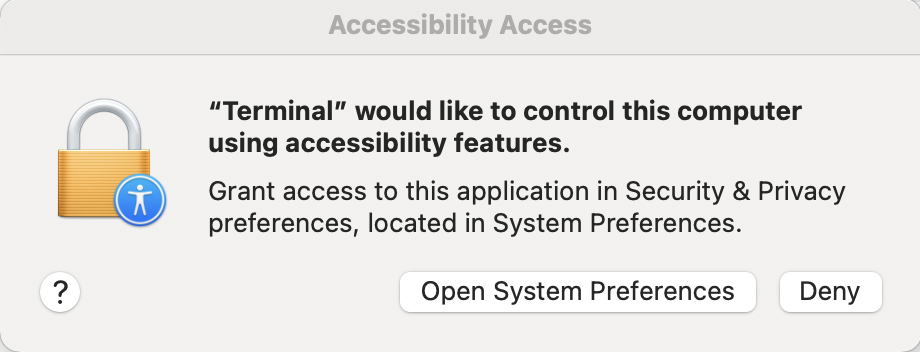 Accessibility Access
“Terminal” would like to control this computer
using accessibility features.
Grant access to this application in Security & Privacy
preferences, located in System Preferences.
?
Open System Preferences
Deny